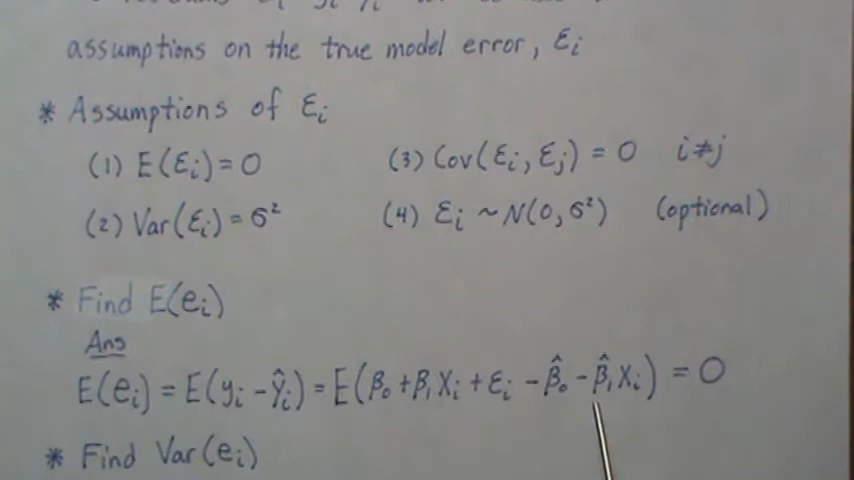 assumptions on the true model error, εᵢ
* Assumptions of εᵢ
(1) E(εᵢ) = 0 (3) Cov(εᵢ, εⱼ) = 0 i≠j
(2) Var(εᵢ) = σ² (4) εᵢ ~ N(0, σ²) (optional)
* Find E(eᵢ)
Ans
E(eᵢ) = E(yᵢ - ŷᵢ) = E(β₀ + β₁Xᵢ + εᵢ - β̂₀ - β̂₁Xᵢ) = 0
* Find Var(eᵢ)